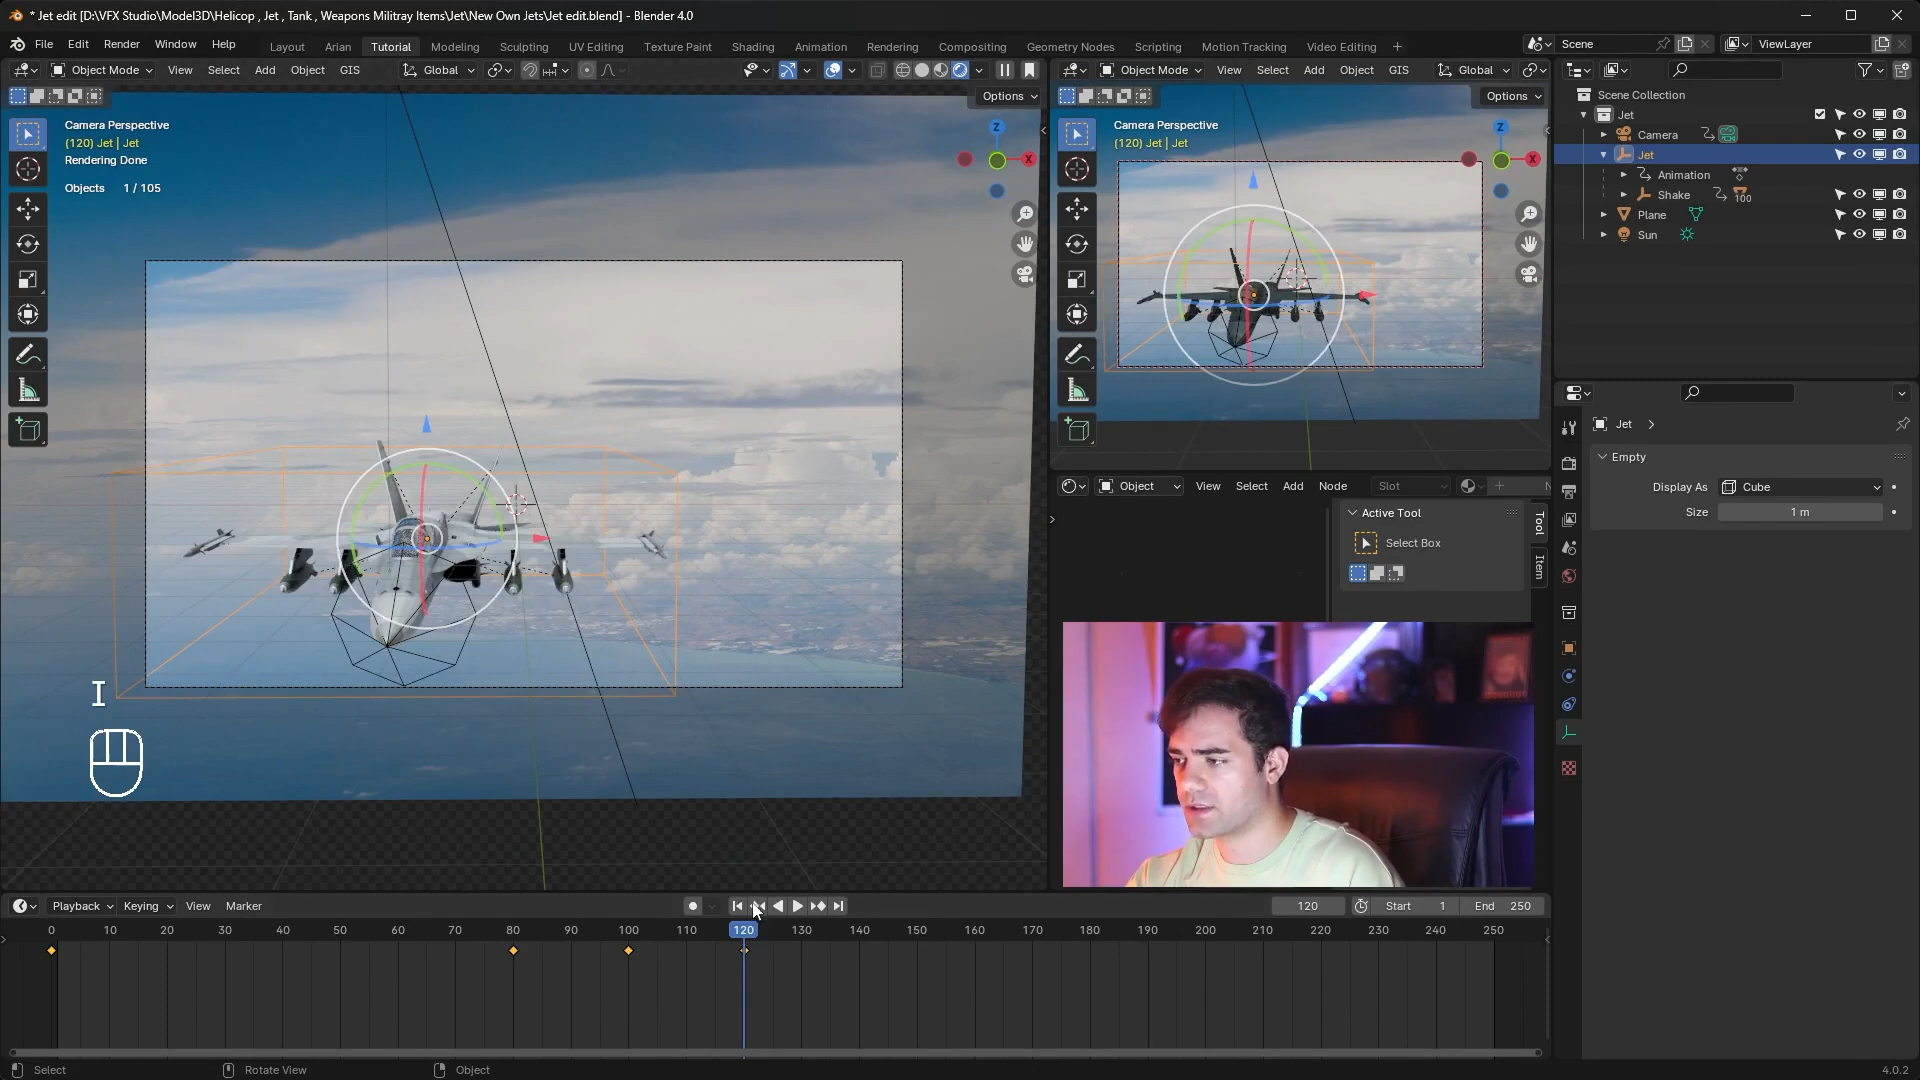 * Jet edit [D:\VFX Studio\Model3D\Helicop , Jet , Tank , Weapons Militray Items\Jet\New Own Jets\Jet edit.blend] - Blender 4.0
File Edit Render Window Help Layout Arian Tutorial Modeling Sculpting UV Editing Texture Paint Shading Animation Rendering Compositing Geometry Nodes Scripting Motion Tracking Video Editing + Scene ViewLayer
Object Mode View Select Add Object GIS Global
Object Mode View Select Add Object GIS Global
Options
Options
Camera Perspective
(120) Jet | Jet
Rendering Done
Objects 1 / 105
Z
X
Camera Perspective
(120) Jet | Jet
Z
X
Scene Collection
Jet
Camera
Jet
Animation
Shake
100
Plane
Sun
Jet
Empty
Display As Cube
Size 1 m
Object View Select Add Node Slot
Active Tool
Select Box
Tool
Item
I
Playback Keying View Marker 120 Start 1 End 250
0 10 20 30 40 50 60 70 80 90 100 110 120 130 140 150 160 170 180 190 200 210 220 230 240 250
Select Rotate View Object 4.0.2